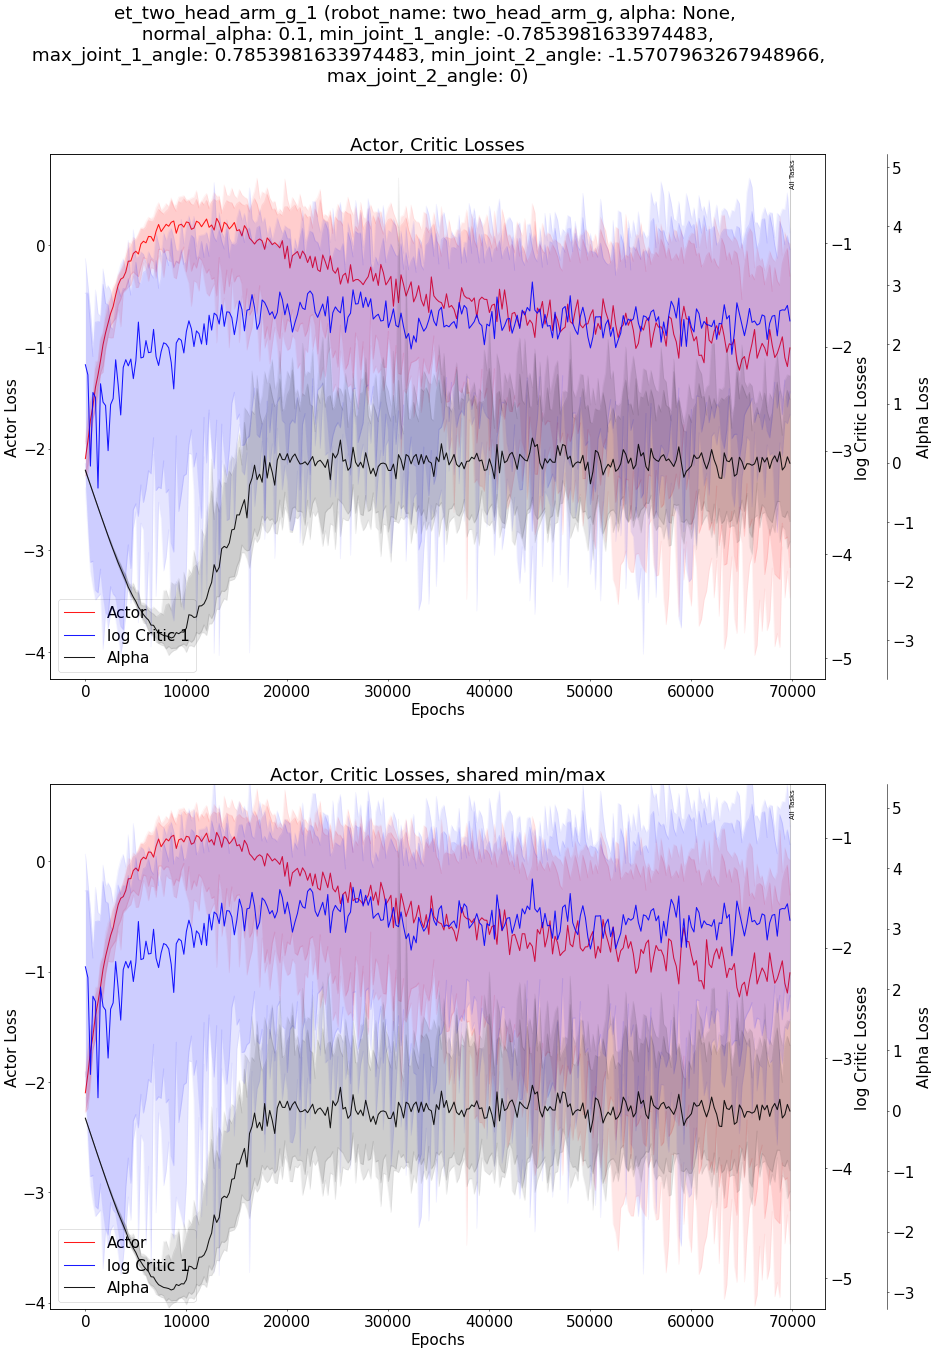 et_two_head_arm_g_1 (robot_name: two_head_arm_g, alpha: None,
normal_alpha: 0.1, min_joint_1_angle: -0.7853981633974483,
max_joint_1_angle: 0.7853981633974483, min_joint_2_angle: -1.5707963267948966,
max_joint_2_angle: 0)
Actor, Critic Losses
All Tasks
0
−1
−2
−3
−4
Actor Loss
−1
−2
−3
−4
−5
log Critic Losses
5
4
3
2
1
0
−1
−2
−3
Alpha Loss
Actor
log Critic 1
Alpha
0 10000 20000 30000 40000 50000 60000 70000
Epochs
Actor, Critic Losses, shared min/max
All Tasks
0
−1
−2
−3
−4
Actor Loss
−1
−2
−3
−4
−5
log Critic Losses
5
4
3
2
1
0
−1
−2
−3
Alpha Loss
Actor
log Critic 1
Alpha
0 10000 20000 30000 40000 50000 60000 70000
Epochs